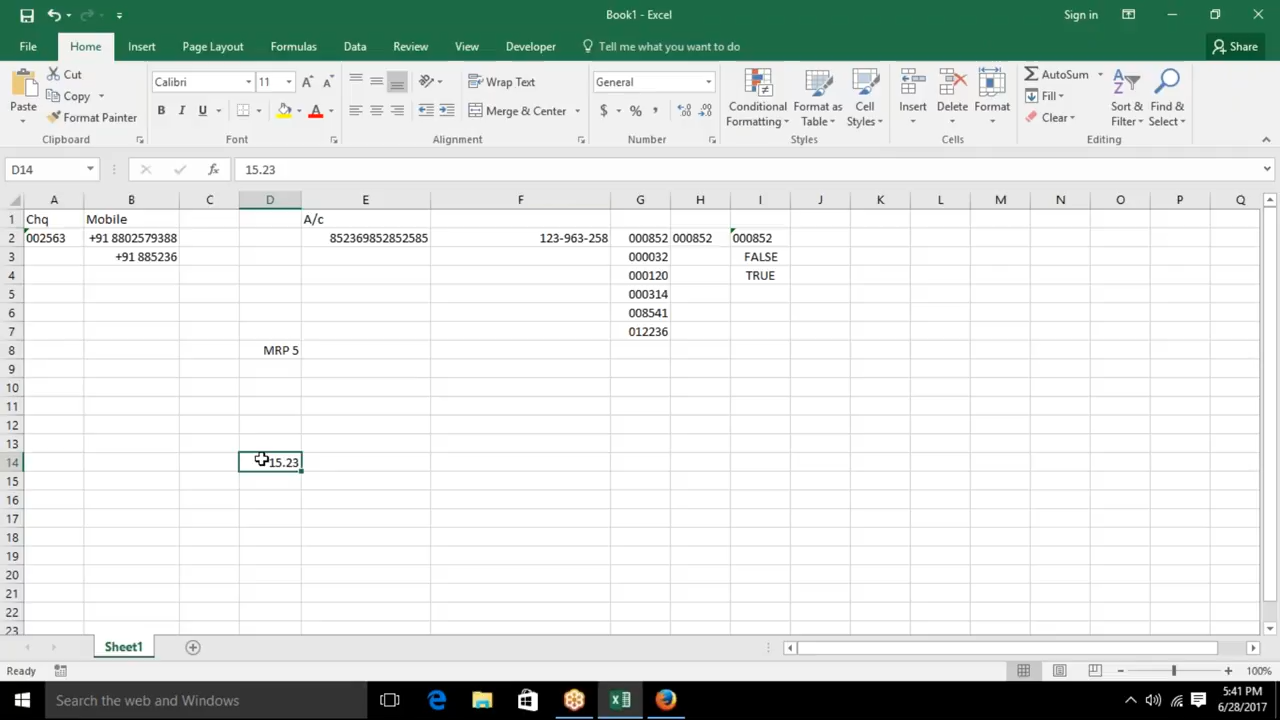 Book1 - Excel
Sign in
File Home Insert Page Layout Formulas Data Review View Developer Tell me what you want to do Share
Paste
Cut
Copy
Format Painter
Clipboard
Calibri 11
B I U
Font
Wrap Text
Merge & Center
Alignment
General
$ % ,
Number
Conditional Formatting
Format as Table
Cell Styles
Styles
Insert Delete Format
Cells
AutoSum
Fill
Clear
Sort & Filter
Find & Select
Editing
D14 fx 15.23
A B C D E F G H I J K L M N O P Q
1 Chq Mobile A/c
2 002563 +91 8802579388 852369852852585 123-963-258 000852 000852 000852
3 +91 885236 000032 FALSE
4 000120 TRUE
5 000314
6 008541
7 012236
8 MRP 5
9
10
11
12
13
14 15.23
15
16
17
18
19
20
21
22
23
Sheet1
Ready 100%
Search the web and Windows
5:41 PM
6/28/2017